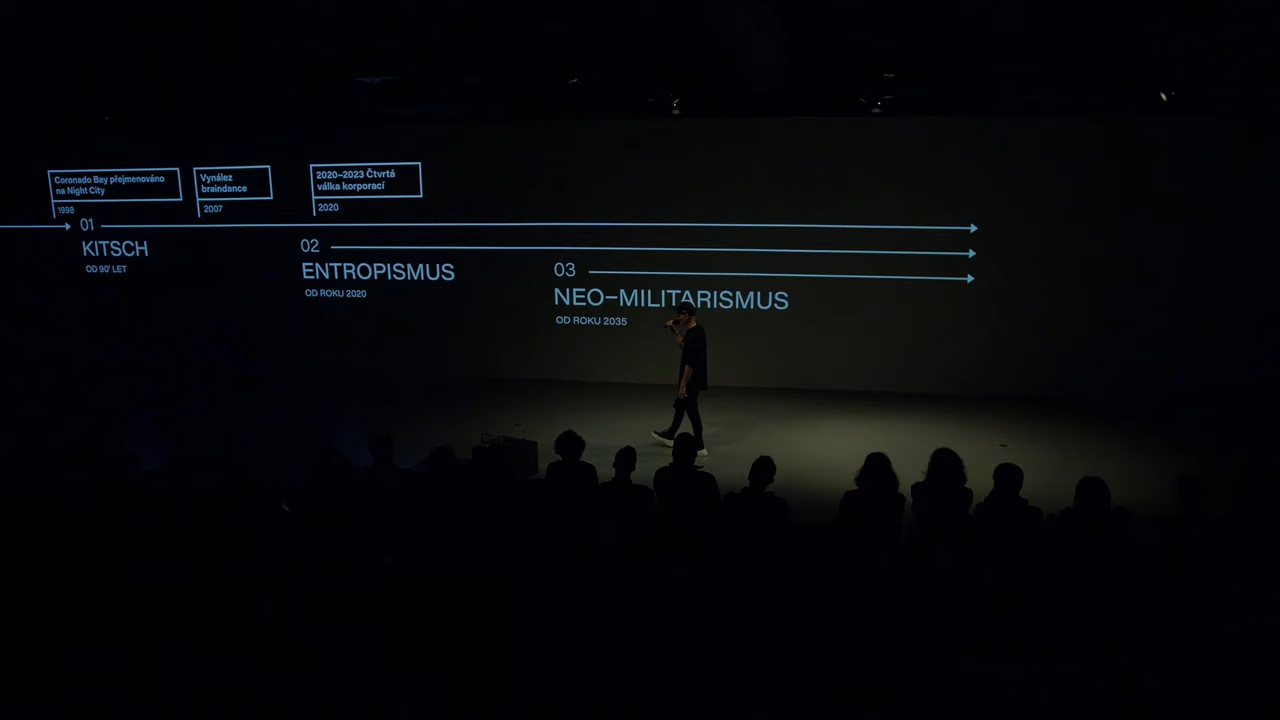 Coronado Bay přejmenováno
na Night City
1998
Vynález
braindance
2007
2020–2023 Čtvrtá
válka korporací
2020
01
KITSCH
OD 90' LET
02
ENTROPISMUS
OD ROKU 2020
03
NEO–MILITARISMUS
OD ROKU 2035